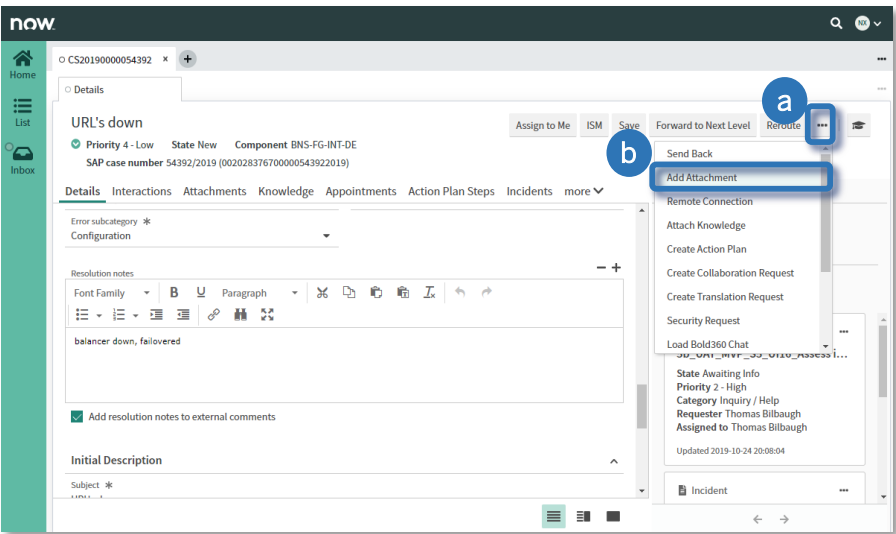 now.
NX
Home
List
Inbox
CS20190000054392 ×
Details
URL's down
Assign to Me ISM Save Forward to Next Level Reroute
a
b
Priority 4 - Low State New Component BNS-FG-INT-DE
SAP case number 54392/2019 (002028376700000543922019)
Details Interactions Attachments Knowledge Appointments Action Plan Steps Incidents more
Send Back
Add Attachment
Remote Connection
Attach Knowledge
Create Action Plan
Create Collaboration Request
Create Translation Request
Security Request
Load Bold360 Chat
Error subcategory
Configuration
Resolution notes
Font Family B U Paragraph
balancer down, failovered
Add resolution notes to external comments
Initial Description
Subject
State Awaiting Info
Priority 2 - High
Category Inquiry / Help
Requester Thomas Bilbaugh
Assigned to Thomas Bilbaugh
Updated 2019-10-24 20:08:04
Incident